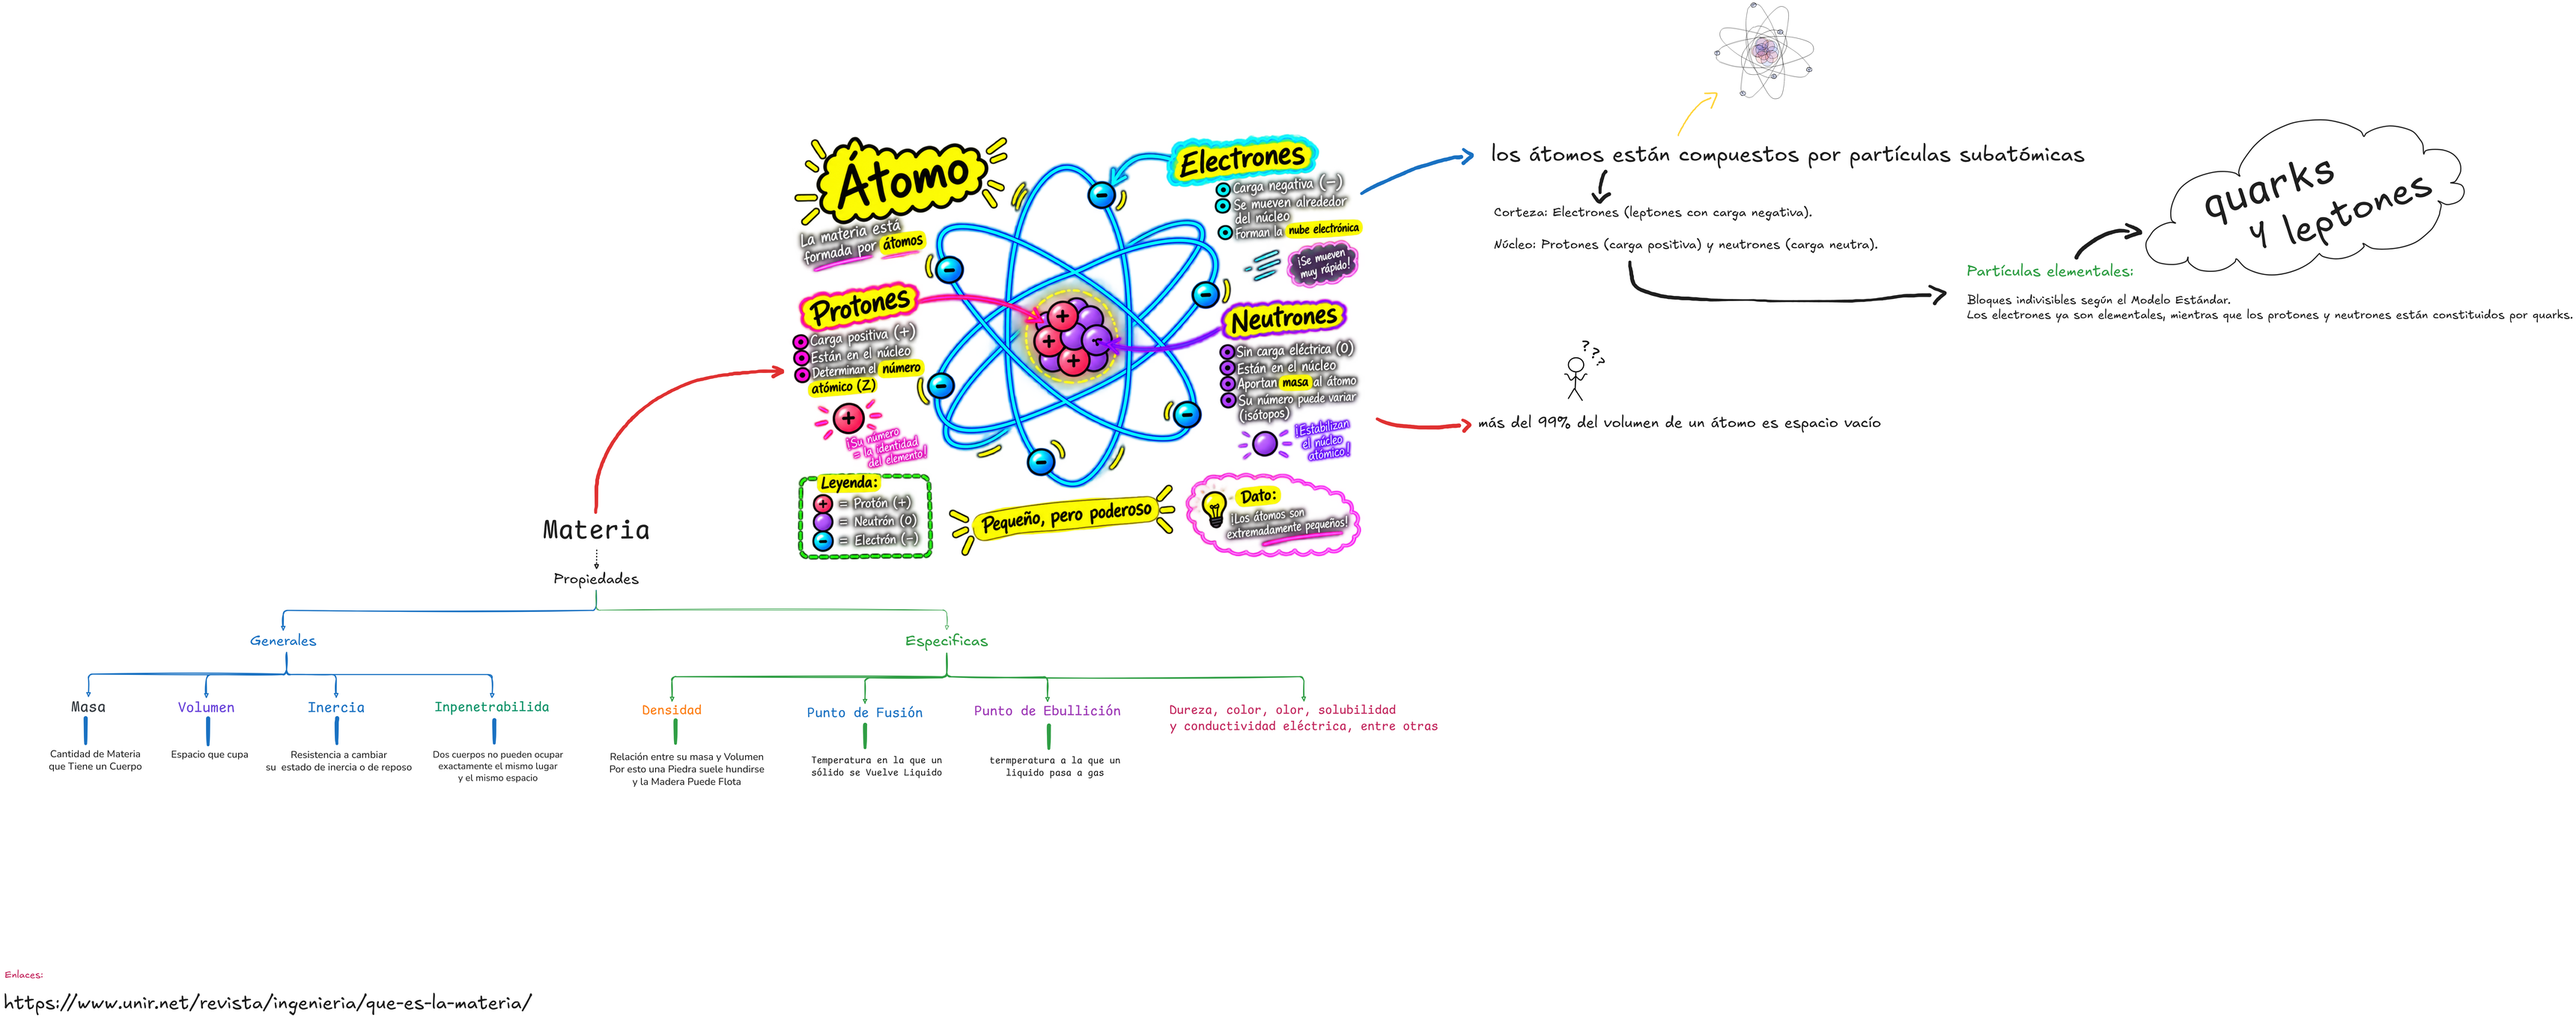 Átomo
La materia está
formada por átomos
Protones
Carga positiva (+)
Están en el núcleo
Determinan el número
atómico (Z)
+
¡Su número
= la identidad
del elemento!
Leyenda:
+ = Protón (+)
= Neutrón (0)
- = Electrón (-)
Pequeño, pero poderoso
Electrones
Carga negativa (-)
Se mueven alrededor
del núcleo
Forman la nube electrónica
¡Se mueven
muy rápido!
Neutrones
Sin carga eléctrica (0)
Están en el núcleo
Aportan masa al átomo
Su número puede variar
(isótopos)
¡Estabilizan
el núcleo
atómico!
Dato:
¡Los átomos son
extremadamente pequeños!
los átomos están compuestos por partículas subatómicas
Corteza: Electrones (leptones con carga negativa).
Núcleo: Protones (carga positiva) y neutrones (carga neutra).
Partículas elementales:
Bloques indivisibles según el Modelo Estándar.
Los electrones ya son elementales, mientras que los protones y neutrones están constituidos por quarks.
quarks
y leptones
???
más del 99% del volumen de un átomo es espacio vacío
Materia
Propiedades
Generales
Especificas
Masa
Cantidad de Materia
que Tiene un Cuerpo
Volumen
Espacio que cupa
Inercia
Resistencia a cambiar
su estado de inercia o de reposo
Inpenetrabilida
Dos cuerpos no pueden ocupar
exactamente el mismo lugar
y el mismo espacio
Densidad
Relación entre su masa y Volumen
Por esto una Piedra suele hundirse
y la Madera Puede Flota
Punto de Fusión
Temperatura en la que un
sólido se Vuelve Liquido
Punto de Ebullición
termperatura a la que un
liquido pasa a gas
Dureza, color, olor, solubilidad
y conductividad eléctrica, entre otras
Enlaces:
https://www.unir.net/revista/ingenieria/que-es-la-materia/